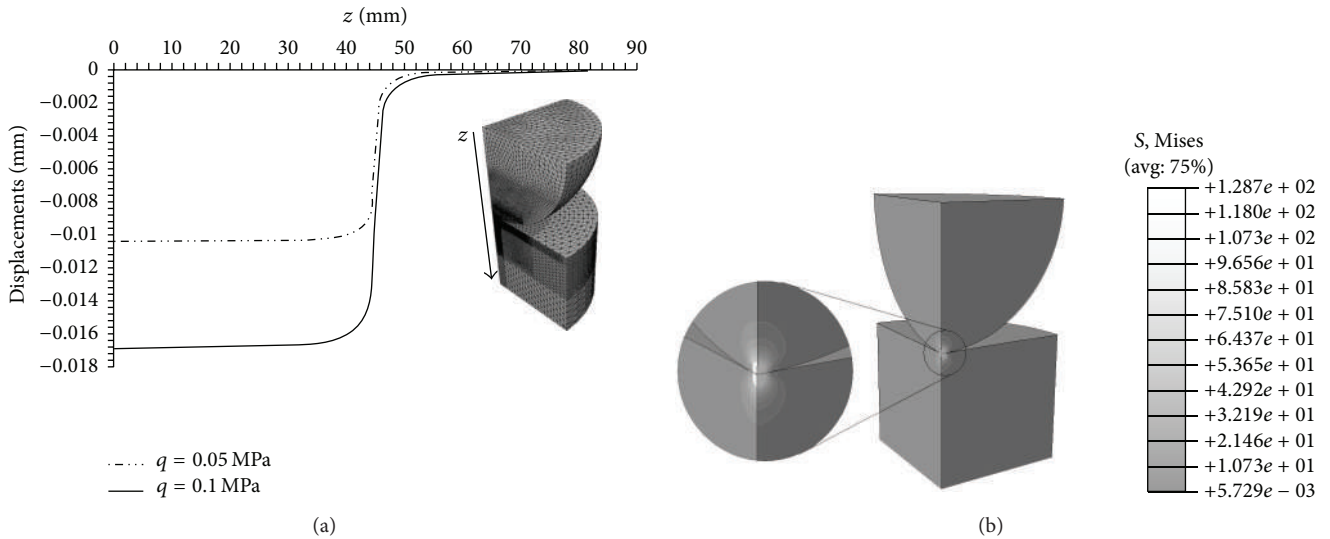 z (mm)
0 10 20 30 40 50 60 70 80 90
0
−0.002
−0.004
−0.006
−0.008
−0.01
−0.012
−0.014
−0.016
−0.018
Displacements (mm)
z
q = 0.05 MPa
q = 0.1 MPa
(a)
S, Mises
(avg: 75%)
+1.287e + 02
+1.180e + 02
+1.073e + 02
+9.656e + 01
+8.583e + 01
+7.510e + 01
+6.437e + 01
+5.365e + 01
+4.292e + 01
+3.219e + 01
+2.146e + 01
+1.073e + 01
+5.729e − 03
(b)